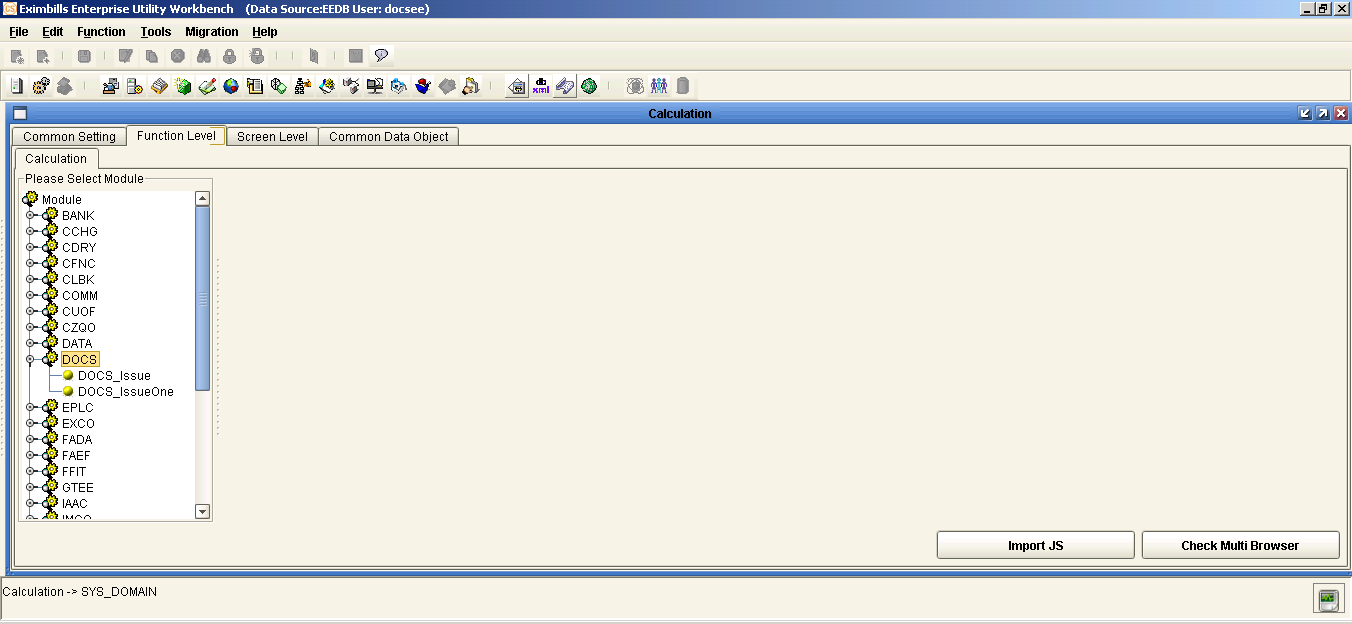 Eximbills Enterprise Utility Workbench (Data Source:EEDB User: docsee)
File Edit Function Tools Migration Help
db
xml
Calculation
Common Setting Function Level Screen Level Common Data Object
Calculation
Please Select Module
Module
BANK
CCHG
CDRY
CFNC
CLBK
COMM
CUOF
CZQO
DATA
DOCS
DOCS_Issue
DOCS_IssueOne
EPLC
EXCO
FADA
FAEF
FFIT
GTEE
IAAC
IMCO
Import JS Check Multi Browser
Calculation -> SYS_DOMAIN